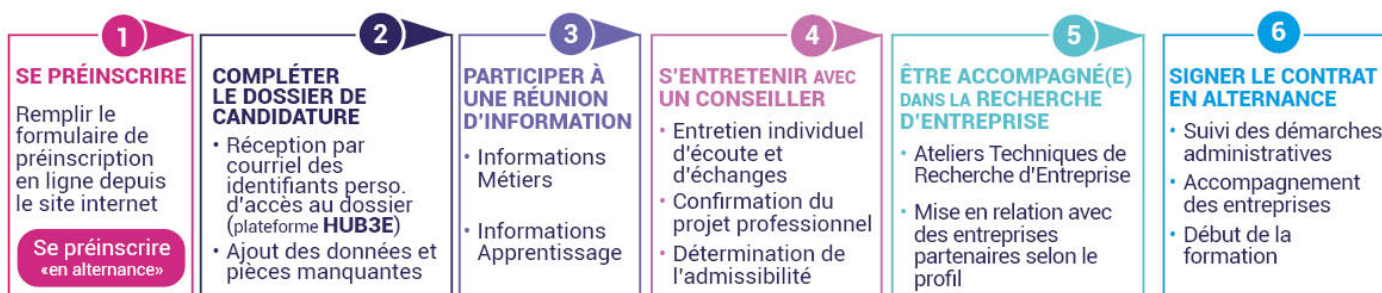 1
SE PRÉINSCRIRE
Remplir le
formulaire de
préinscription
en ligne depuis
le site internet
Se préinscrire
«en alternance»
2
COMPLÉTER
LE DOSSIER DE
CANDIDATURE
• Réception par
courriel des
identifiants perso.
d'accès au dossier
(plateforme HUB3E)
• Ajout des données et
pièces manquantes
3
PARTICIPER À
UNE RÉUNION
D'INFORMATION
• Informations
Métiers
• Informations
Apprentissage
4
S'ENTRETENIR AVEC
UN CONSEILLER
• Entretien individuel
d'écoute et
d'échanges
• Confirmation du
projet professionnel
• Détermination de
l'admissibilité
5
ÊTRE ACCOMPAGNÉ(E)
DANS LA RECHERCHE
D'ENTREPRISE
• Ateliers Techniques de
Recherche d'Entreprise
• Mise en relation avec
des entreprises
partenaires selon le
profil
6
SIGNER LE CONTRAT
EN ALTERNANCE
• Suivi des démarches
administratives
• Accompagnement
des entreprises
• Début de la
formation